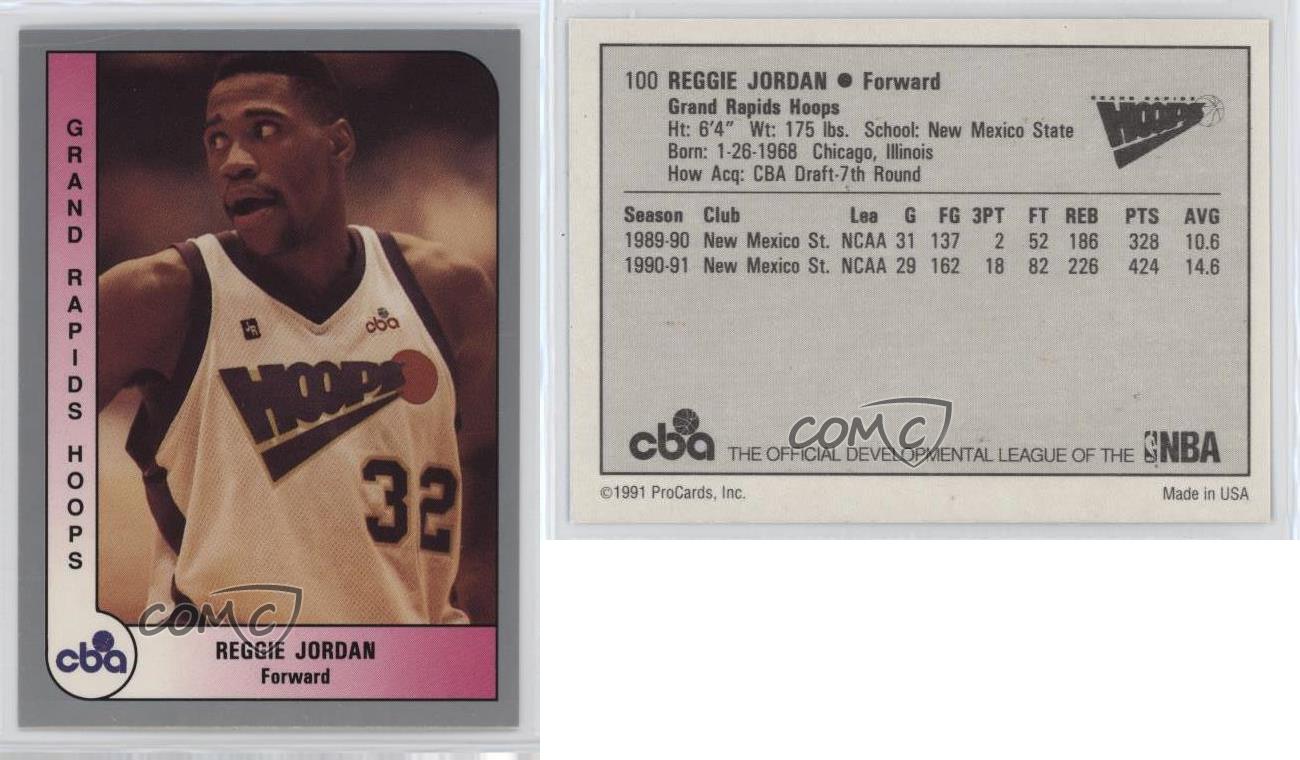 GRAND RAPIDS HOOPS
JR
cba
HOOPS
32
COMC
cba
REGGIE JORDAN
Forward
100 REGGIE JORDAN ● Forward
Grand Rapids Hoops
Ht: 6'4" Wt: 175 lbs. School: New Mexico State
Born: 1-26-1968 Chicago, Illinois
How Acq: CBA Draft-7th Round
GRAND RAPIDS
HOOPS
Season Club Lea G FG 3PT FT REB PTS AVG
1989-90 New Mexico St. NCAA 31 137 2 52 186 328 10.6
1990-91 New Mexico St. NCAA 29 162 18 82 226 424 14.6
COMC
cba THE OFFICIAL DEVELOPMENTAL LEAGUE OF THE NBA
©1991 ProCards, Inc. Made in USA